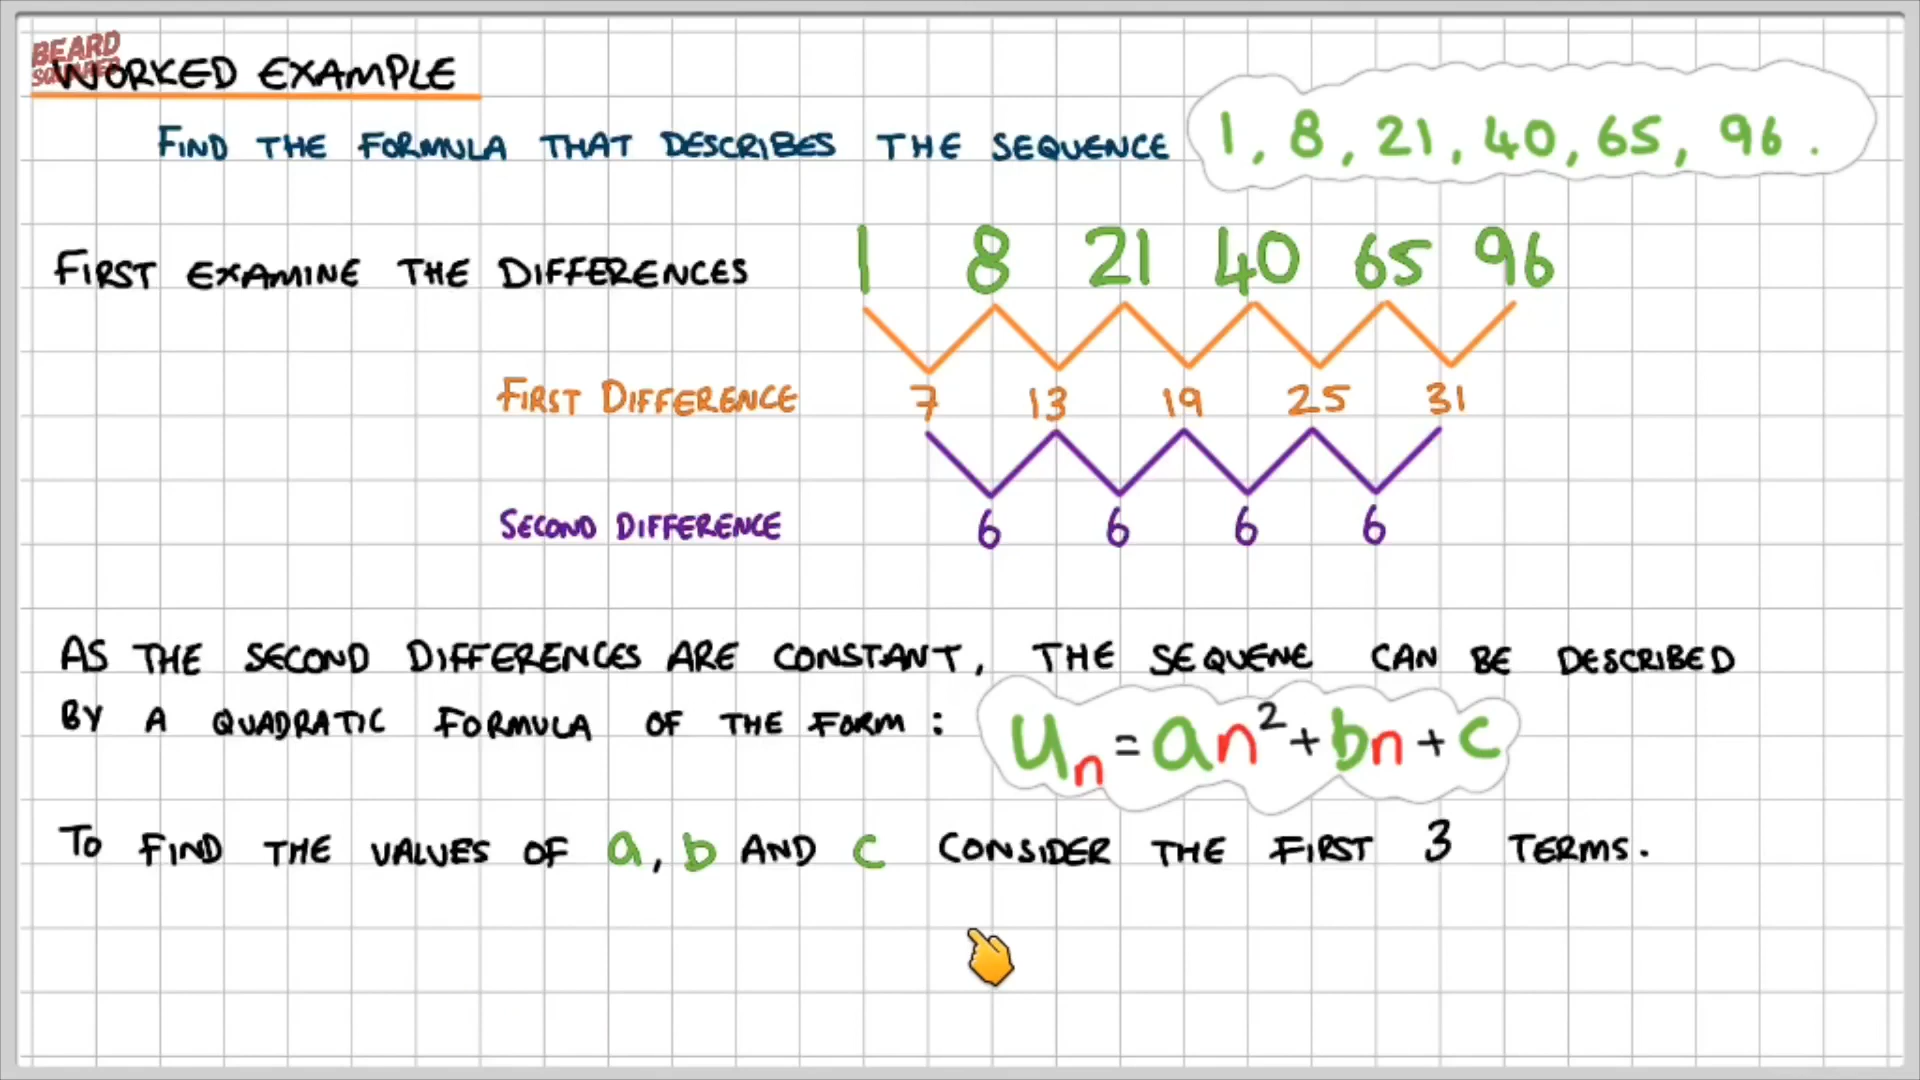 BEARD
SQUARED
WORKED EXAMPLE
FIND THE FORMULA THAT DESCRIBES THE SEQUENCE 1, 8, 21, 40, 65, 96.
FIRST EXAMINE THE DIFFERENCES 1 8 21 40 65 96
FIRST DIFFERENCE 7 13 19 25 31
SECOND DIFFERENCE 6 6 6 6
AS THE SECOND DIFFERENCES ARE CONSTANT, THE SEQUENE CAN BE DESCRIBED
BY A QUADRATIC FORMULA OF THE FORM: Uₙ = an² + bn + c
TO FIND THE VALUES OF a, b AND c CONSIDER THE FIRST 3 TERMS.